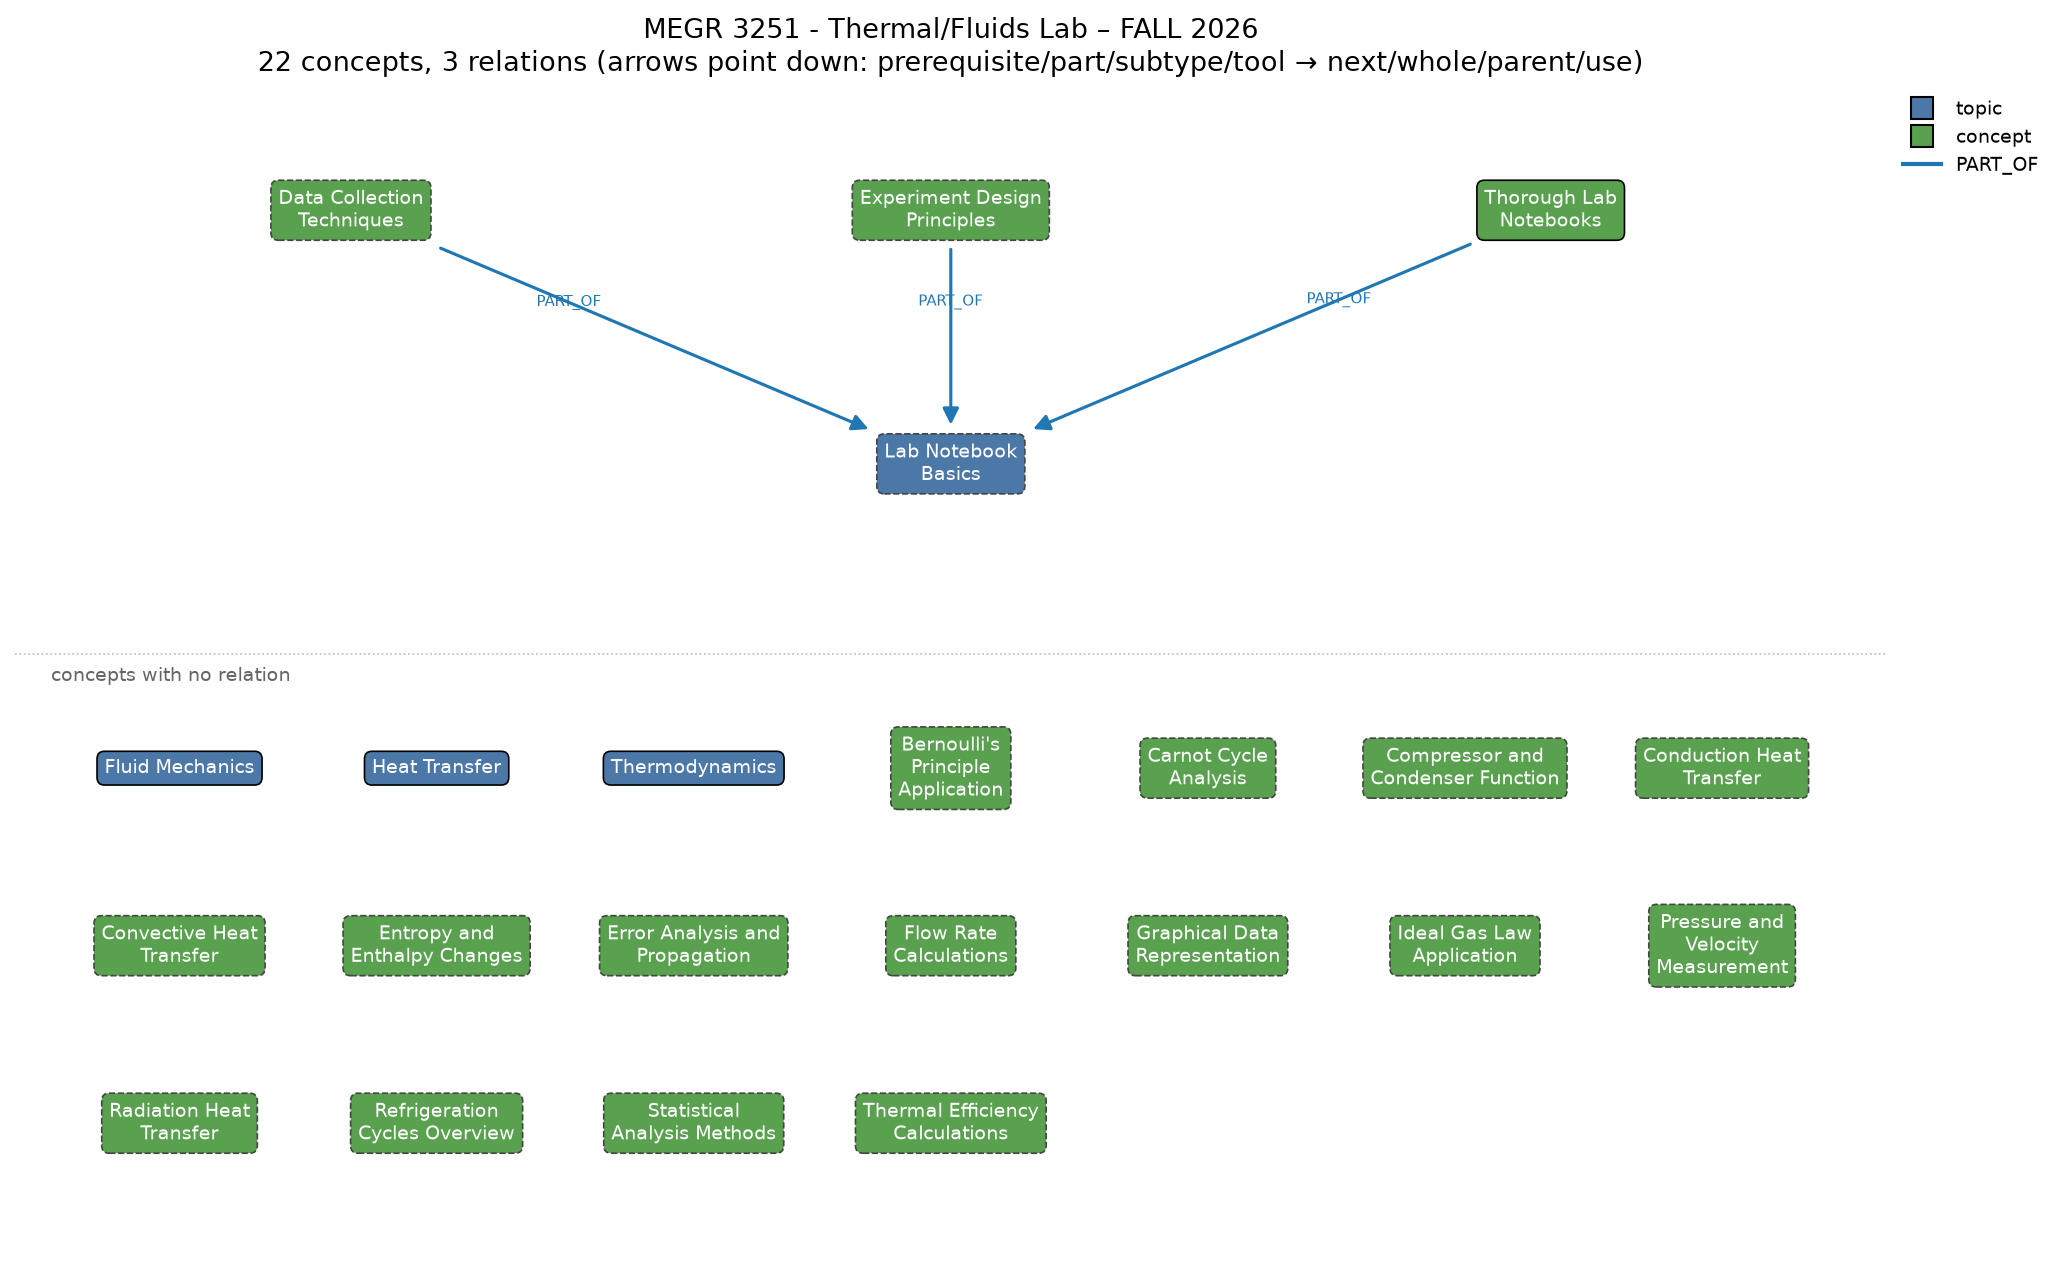 MEGR 3251 - Thermal/Fluids Lab – FALL 2026
22 concepts, 3 relations (arrows point down: prerequisite/part/subtype/tool → next/whole/parent/use)
topic
concept
PART_OF
Data Collection
Techniques
Experiment Design
Principles
Thorough Lab
Notebooks
PART_OF
PART_OF
PART_OF
Lab Notebook
Basics
concepts with no relation
Fluid Mechanics
Heat Transfer
Thermodynamics
Bernoulli's
Principle
Application
Carnot Cycle
Analysis
Compressor and
Condenser Function
Conduction Heat
Transfer
Convective Heat
Transfer
Entropy and
Enthalpy Changes
Error Analysis and
Propagation
Flow Rate
Calculations
Graphical Data
Representation
Ideal Gas Law
Application
Pressure and
Velocity
Measurement
Radiation Heat
Transfer
Refrigeration
Cycles Overview
Statistical
Analysis Methods
Thermal Efficiency
Calculations